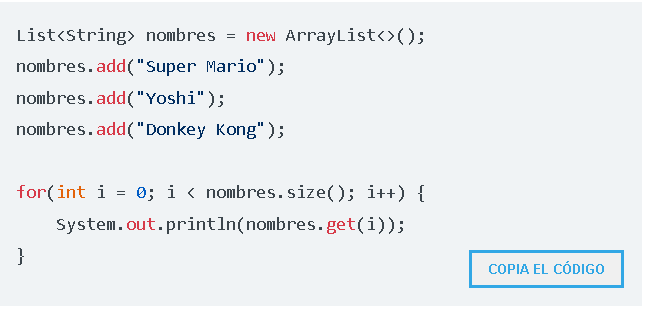 List<String> nombres = new ArrayList<>();
nombres.add("Super Mario");
nombres.add("Yoshi");
nombres.add("Donkey Kong");

for(int i = 0; i < nombres.size(); i++) {
    System.out.println(nombres.get(i));
}
COPIA EL CÓDIGO